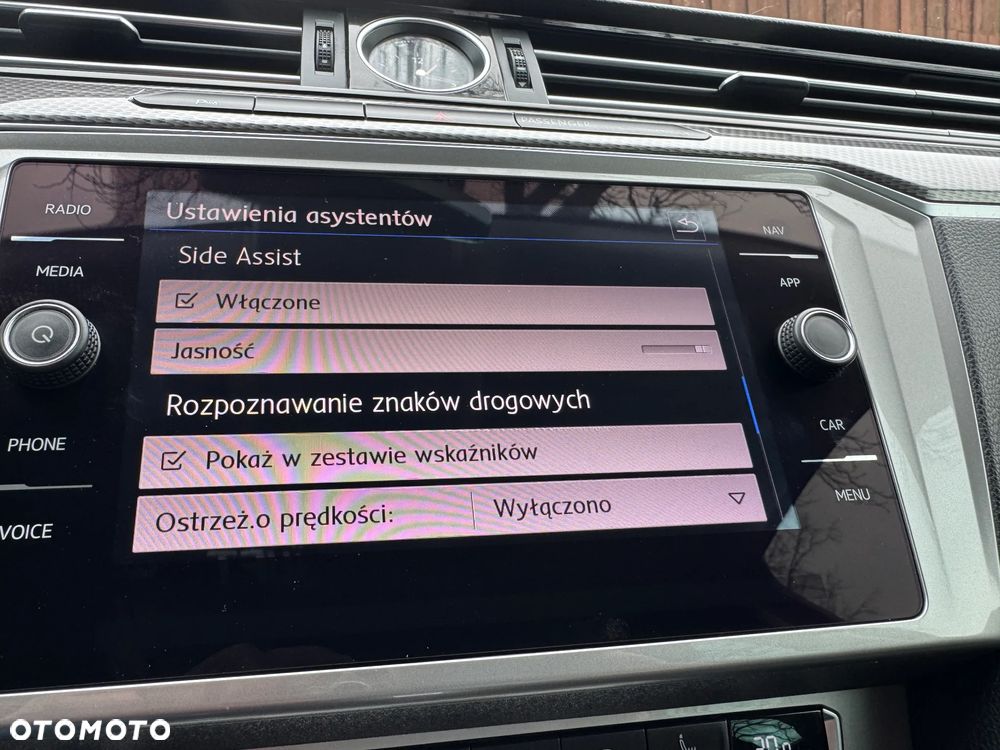 12
PASSENGER
RADIO
MEDIA
PHONE
VOICE
Ustawienia asystentów
Side Assist
Włączone
Jasność
Rozpoznawanie znaków drogowych
Pokaż w zestawie wskaźników
Ostrzeż.o prędkości: Wyłączono
NAV
APP
CAR
MENU
OTOMOTO